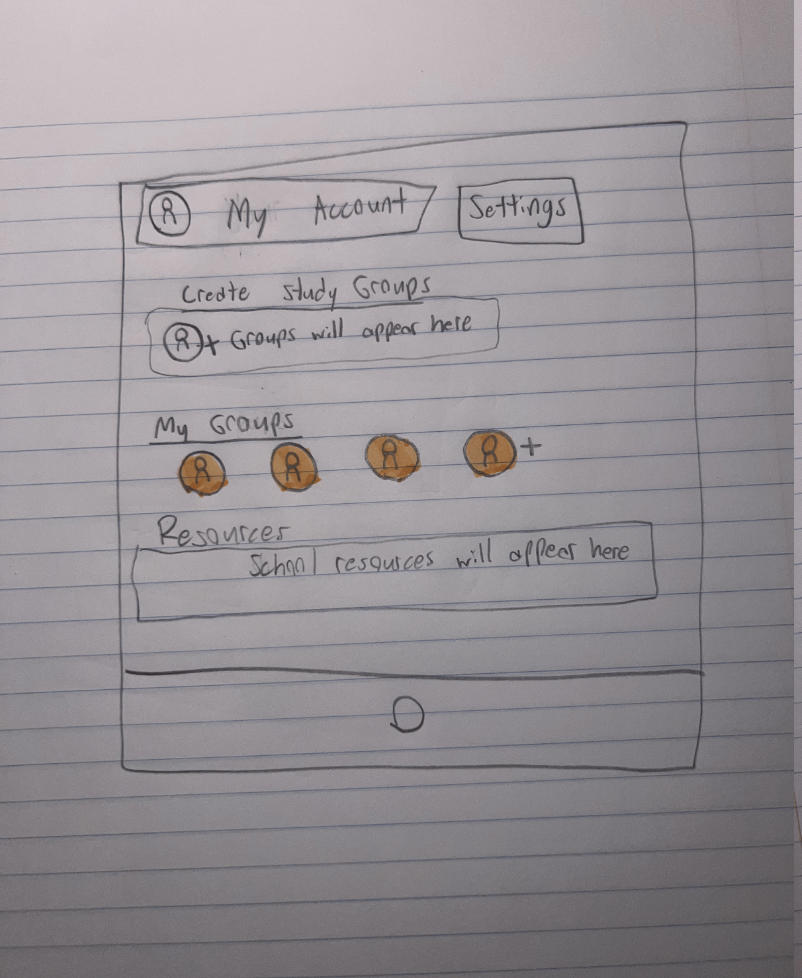 My Account
Settings
Create Study Groups
+ Groups will appear here
My Groups
+
Resources
School resources will appear here